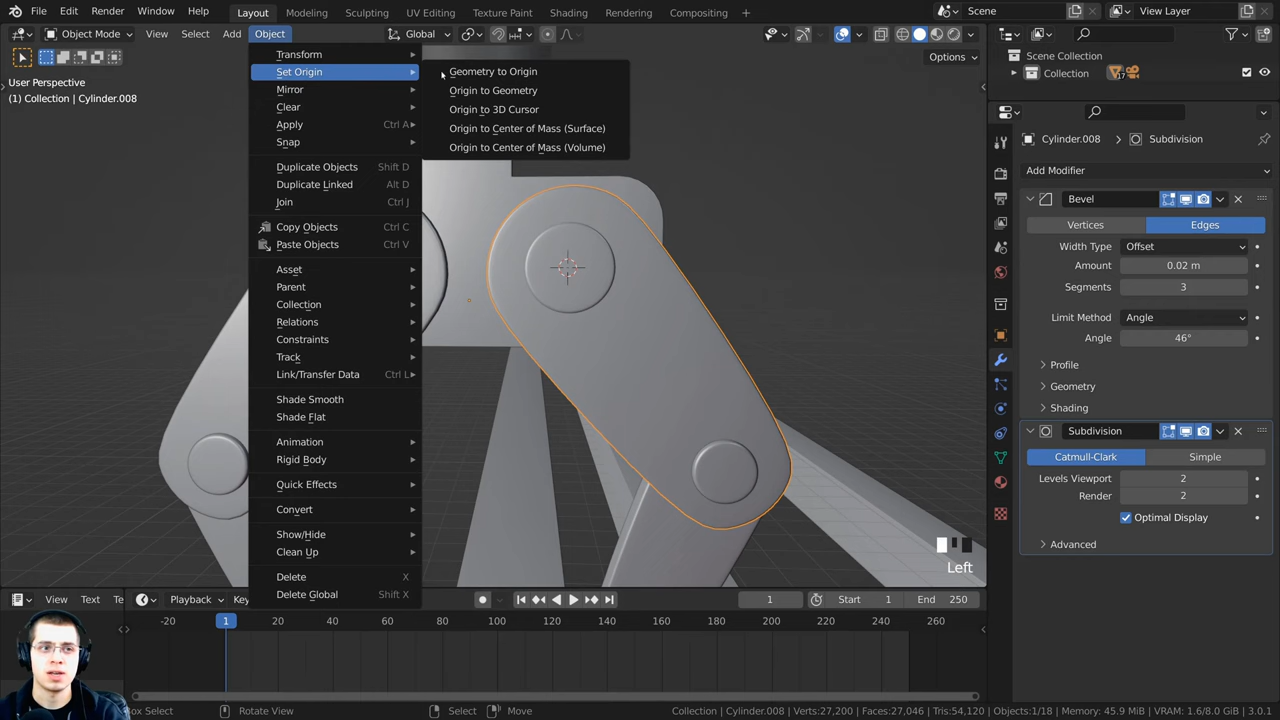 File Edit Render Window Help Layout Modeling Sculpting UV Editing Texture Paint Shading Rendering Compositing Scene View Layer
Object Mode View Select Add Object Global
Options
User Perspective
(1) Collection | Cylinder.008
Transform
Set Origin
Mirror
Clear
Apply Ctrl A
Snap
Duplicate Objects Shift D
Duplicate Linked Alt D
Join Ctrl J
Copy Objects Ctrl C
Paste Objects Ctrl V
Asset
Parent
Collection
Relations
Constraints
Track
Link/Transfer Data Ctrl L
Shade Smooth
Shade Flat
Animation
Rigid Body
Quick Effects
Convert
Show/Hide
Clean Up
Delete X
Delete Global Shift X
Geometry to Origin
Origin to Geometry
Origin to 3D Cursor
Origin to Center of Mass (Surface)
Origin to Center of Mass (Volume)
Left
Scene Collection
Collection 17
Cylinder.008 Subdivision
Add Modifier
Bevel
Vertices Edges
Width Type Offset
Amount 0.02 m
Segments 3
Limit Method Angle
Angle 46°
Profile
Geometry
Shading
Subdivision
Catmull-Clark Simple
Levels Viewport 2
Render 2
Optimal Display
Advanced
View Text Playback 1 Start 1 End 250
-20 1 20 40 60 80 100 120 140 160 180 200 220 240 260
ox Select Rotate View Select Move Collection | Cylinder.008 | Verts:27,200 | Faces:27,046 | Tris:54,120 | Objects:1/18 | Memory: 45.9 MiB | VRAM: 1.6/8.0 GiB | 3.0.1